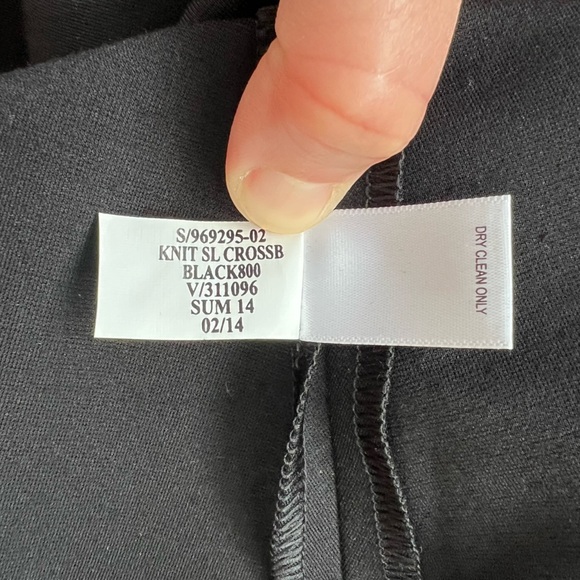 S/969295-02
KNIT SL CROSSB
BLACK800
V/311096
SUM 14
02/14
DRY CLEAN ONLY